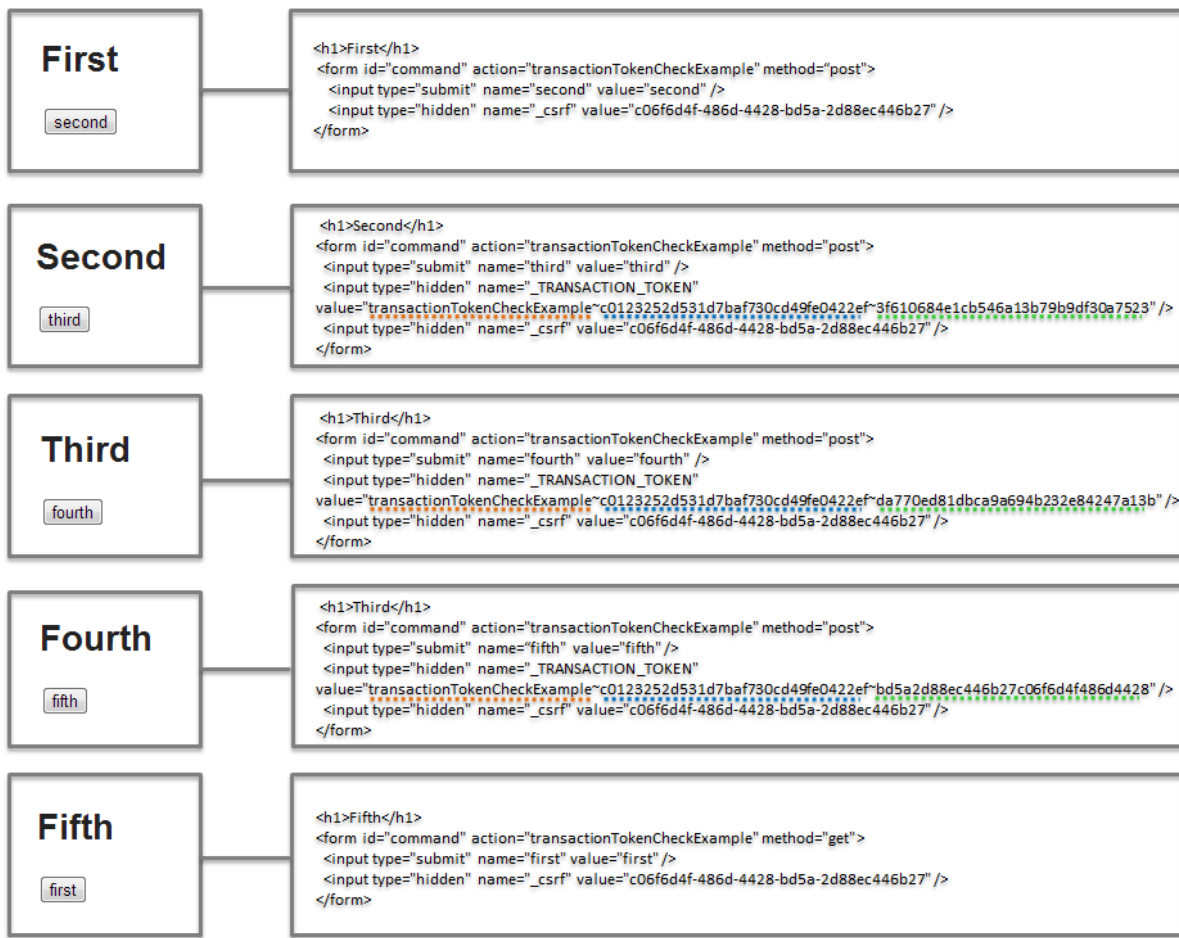 First
second
<h1>First</h1>
<form id="command" action="transactionTokenCheckExample" method=“post">
<input type="submit" name="second" value="second" />
<input type="hidden" name="_csrf" value="c06f6d4f-486d-4428-bd5a-2d88ec446b27" />
</form>
Second
third
<h1>Second</h1>
<form id="command" action="transactionTokenCheckExample" method="post">
<input type="submit" name="third" value="third" />
<input type="hidden" name="_TRANSACTION_TOKEN"
value="transactionTokenCheckExample~c0123252d531d7baf730cd49fe0422ef~3f610684e1cb546a13b79b9df30a7523" />
<input type="hidden" name="_csrf" value="c06f6d4f-486d-4428-bd5a-2d88ec446b27" />
</form>
Third
fourth
<h1>Third</h1>
<form id="command" action="transactionTokenCheckExample" method="post">
<input type="submit" name="fourth" value="fourth" />
<input type="hidden" name="_TRANSACTION_TOKEN"
value="transactionTokenCheckExample~c0123252d531d7baf730cd49fe0422ef~da770ed81dbca9a694b232e84247a13b" />
<input type="hidden" name="_csrf" value="c06f6d4f-486d-4428-bd5a-2d88ec446b27" />
</form>
Fourth
fifth
<h1>Third</h1>
<form id="command" action="transactionTokenCheckExample" method="post">
<input type="submit" name=“fifth" value="fifth" />
<input type="hidden" name="_TRANSACTION_TOKEN"
value="transactionTokenCheckExample~c0123252d531d7baf730cd49fe0422ef~bd5a2d88ec446b27c06f6d4f486d4428" />
<input type="hidden" name="_csrf" value="c06f6d4f-486d-4428-bd5a-2d88ec446b27" />
</form>
Fifth
first
<h1>Fifth</h1>
<form id="command" action="transactionTokenCheckExample" method="get">
<input type="submit" name="first" value="first" />
<input type="hidden" name="_csrf" value="c06f6d4f-486d-4428-bd5a-2d88ec446b27" />
</form>